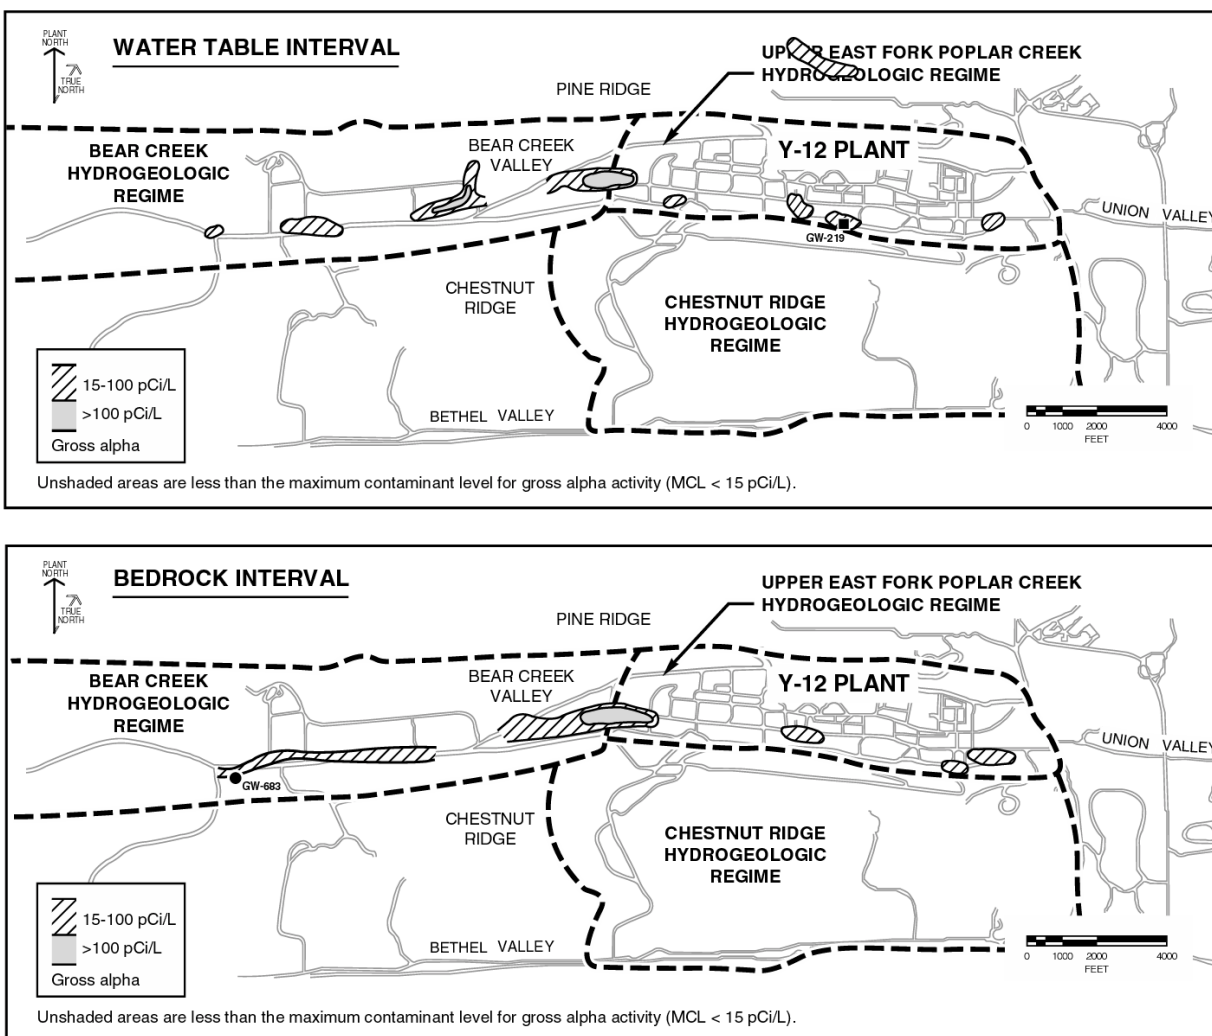 PLANT
NORTH
TRUE
NORTH
WATER TABLE INTERVAL
UPPER EAST FORK POPLAR CREEK
HYDROGEOLOGIC REGIME
PINE RIDGE
BEAR CREEK
HYDROGEOLOGIC
REGIME
BEAR CREEK
VALLEY
Y-12 PLANT
UNION VALLEY
GW-219
CHESTNUT
RIDGE
CHESTNUT RIDGE
HYDROGEOLOGIC
REGIME
15-100 pCi/L
>100 pCi/L
Gross alpha
BETHEL VALLEY
0 1000 2000 4000
FEET
Unshaded areas are less than the maximum contaminant level for gross alpha activity (MCL < 15 pCi/L).
PLANT
NORTH
TRUE
NORTH
BEDROCK INTERVAL
UPPER EAST FORK POPLAR CREEK
HYDROGEOLOGIC REGIME
PINE RIDGE
BEAR CREEK
HYDROGEOLOGIC
REGIME
BEAR CREEK
VALLEY
Y-12 PLANT
UNION VALLEY
GW-683
CHESTNUT
RIDGE
CHESTNUT RIDGE
HYDROGEOLOGIC
REGIME
15-100 pCi/L
>100 pCi/L
Gross alpha
BETHEL VALLEY
0 1000 2000 4000
FEET
Unshaded areas are less than the maximum contaminant level for gross alpha activity (MCL < 15 pCi/L).